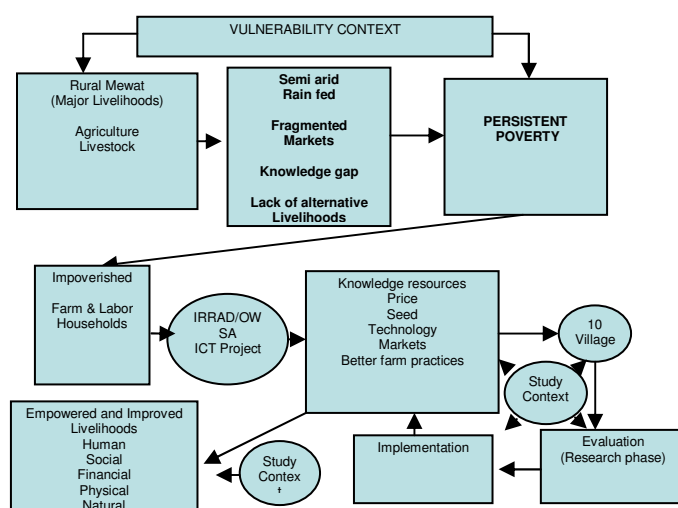 VULNERABILITY CONTEXT
Rural Mewat
(Major Livelihoods)
Agriculture
Livestock
Semi arid
Rain fed
Fragmented
Markets
Knowledge gap
Lack of alternative
Livelihoods
PERSISTENT
POVERTY
Impoverished
Farm & Labor
Households
IRRAD/OW
SA
ICT Project
Knowledge resources
Price
Seed
Technology
Markets
Better farm practices
10
Village
Study
Context
Empowered and Improved
Livelihoods
Human
Social
Financial
Physical
Natural
Study
Contex
t
Implementation
Evaluation
(Research phase)